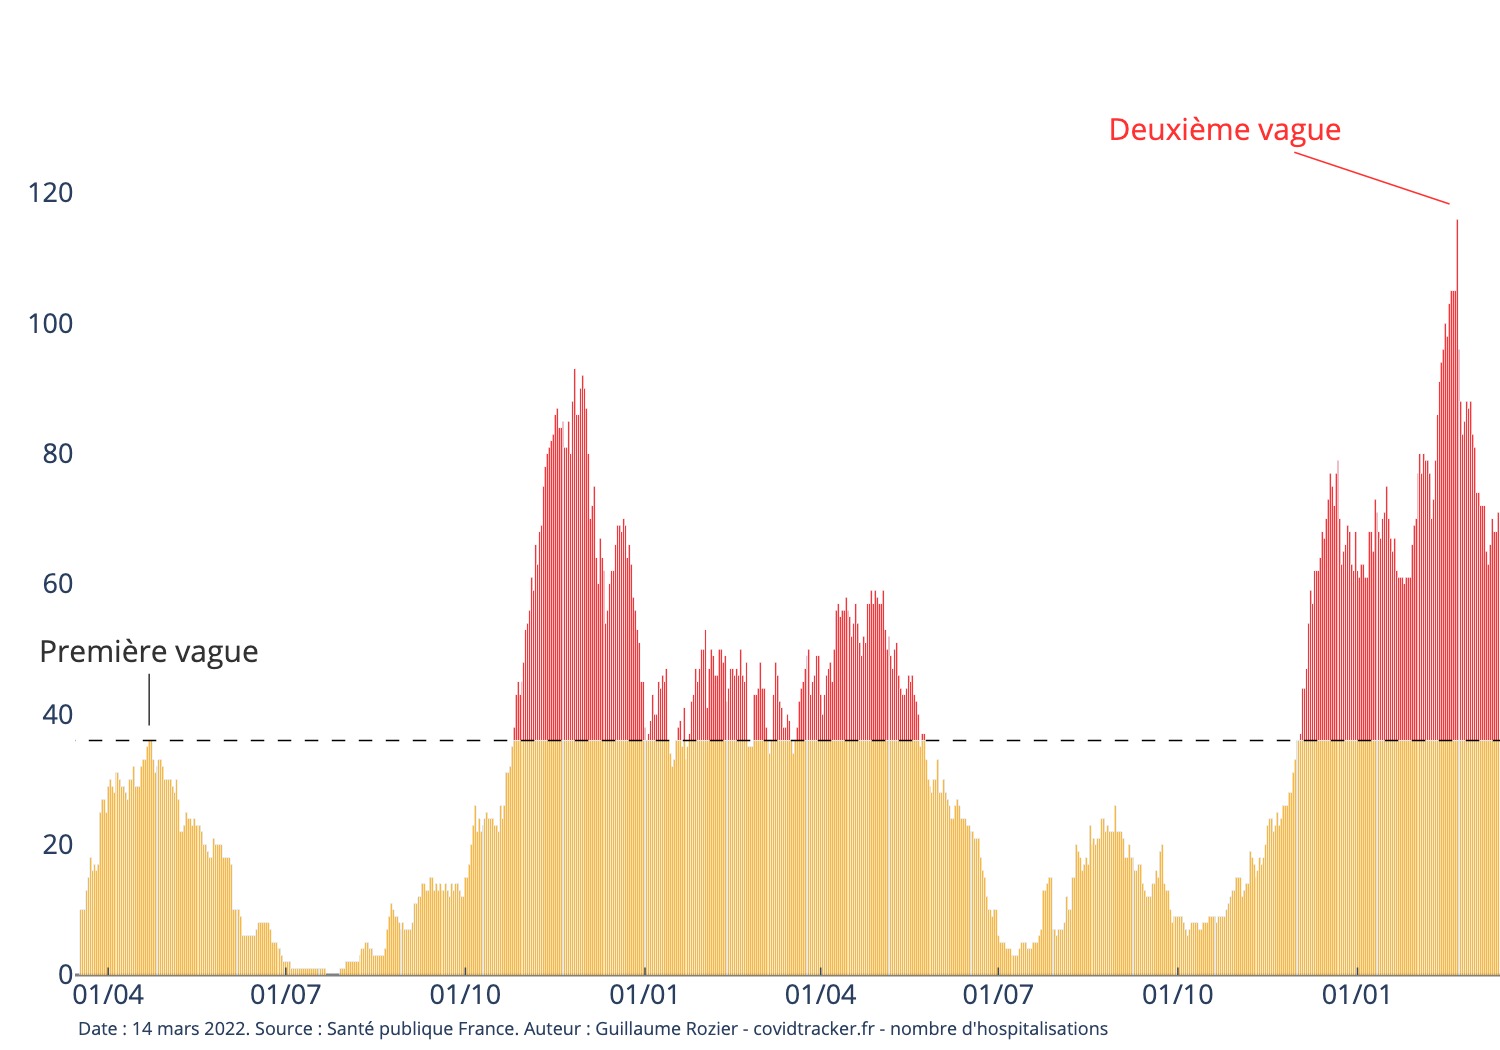 Deuxième vague
120
100
80
60
Première vague
40
20
0
01/04 01/07 01/10 01/01 01/04 01/07 01/10 01/01
Date : 14 mars 2022. Source : Santé publique France. Auteur : Guillaume Rozier - covidtracker.fr - nombre d'hospitalisations